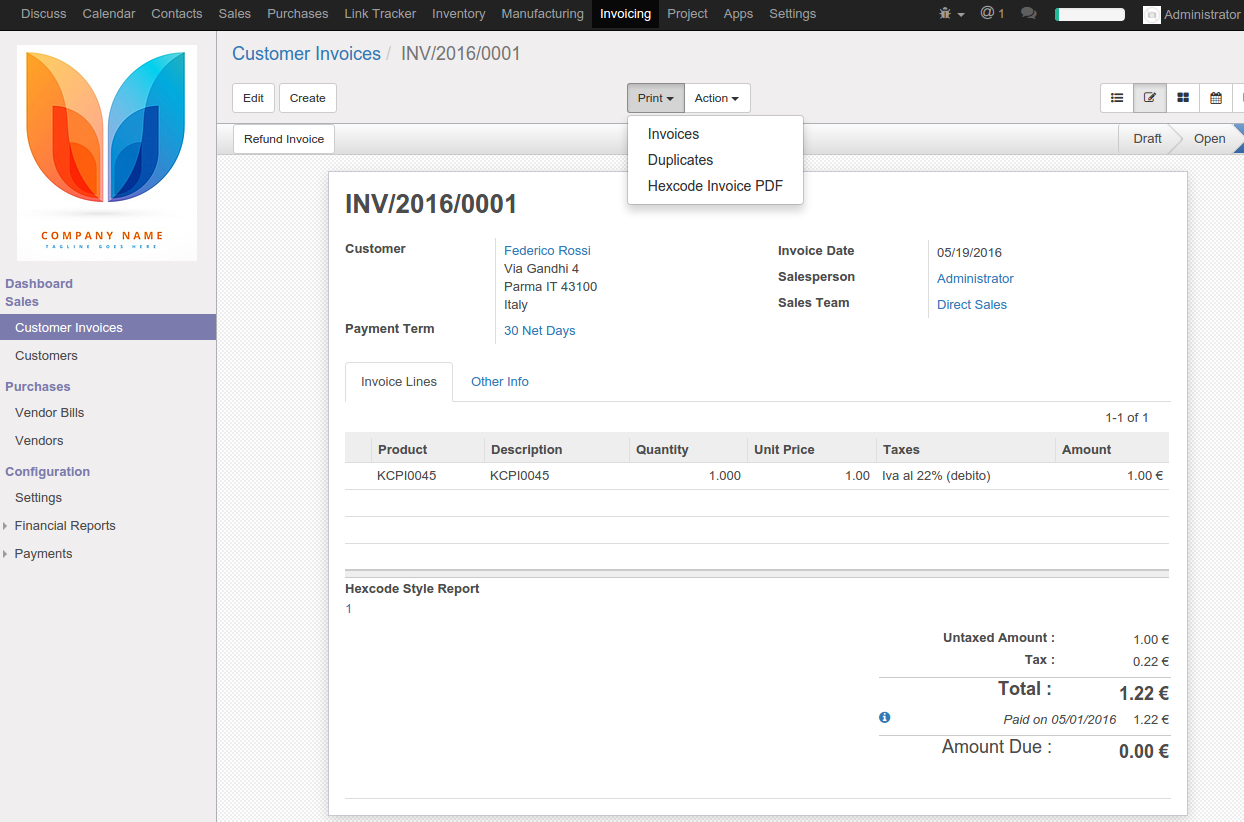 Discuss Calendar Contacts Sales Purchases Link Tracker Inventory Manufacturing Invoicing Project Apps Settings @ 1 Administrator
COMPANY NAME
TAGLINE GOES HERE
Dashboard
Sales
Customer Invoices
Customers
Purchases
Vendor Bills
Vendors
Configuration
Settings
Financial Reports
Payments
Customer Invoices / INV/2016/0001
Edit Create Print Action
Invoices
Duplicates
Hexcode Invoice PDF
Refund Invoice Draft Open
INV/2016/0001
Customer Federico Rossi
Via Gandhi 4
Parma IT 43100
Italy
Payment Term 30 Net Days
Invoice Date 05/19/2016
Salesperson Administrator
Sales Team Direct Sales
Invoice Lines Other Info
1-1 of 1
Product Description Quantity Unit Price Taxes Amount
KCPI0045 KCPI0045 1.000 1.00 Iva al 22% (debito) 1.00 €
Hexcode Style Report
1
Untaxed Amount : 1.00 €
Tax : 0.22 €
Total : 1.22 €
Paid on 05/01/2016 1.22 €
Amount Due : 0.00 €